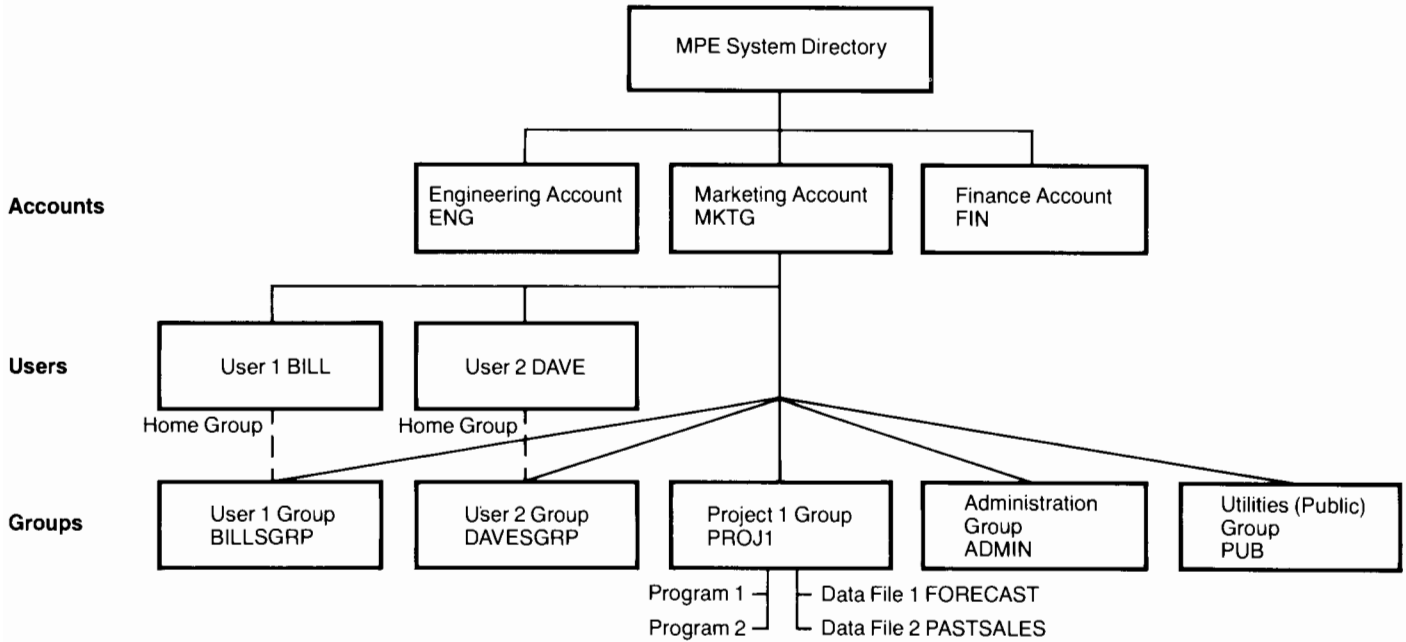 MPE System Directory
Accounts
Engineering Account
ENG
Marketing Account
MKTG
Finance Account
FIN
Users
User 1 BILL
User 2 DAVE
Home Group
Home Group
Groups
User 1 Group
BILLSGRP
User 2 Group
DAVESGRP
Project 1 Group
PROJ1
Administration
Group
ADMIN
Utilities (Public)
Group
PUB
Program 1
Data File 1 FORECAST
Program 2
Data File 2 PASTSALES